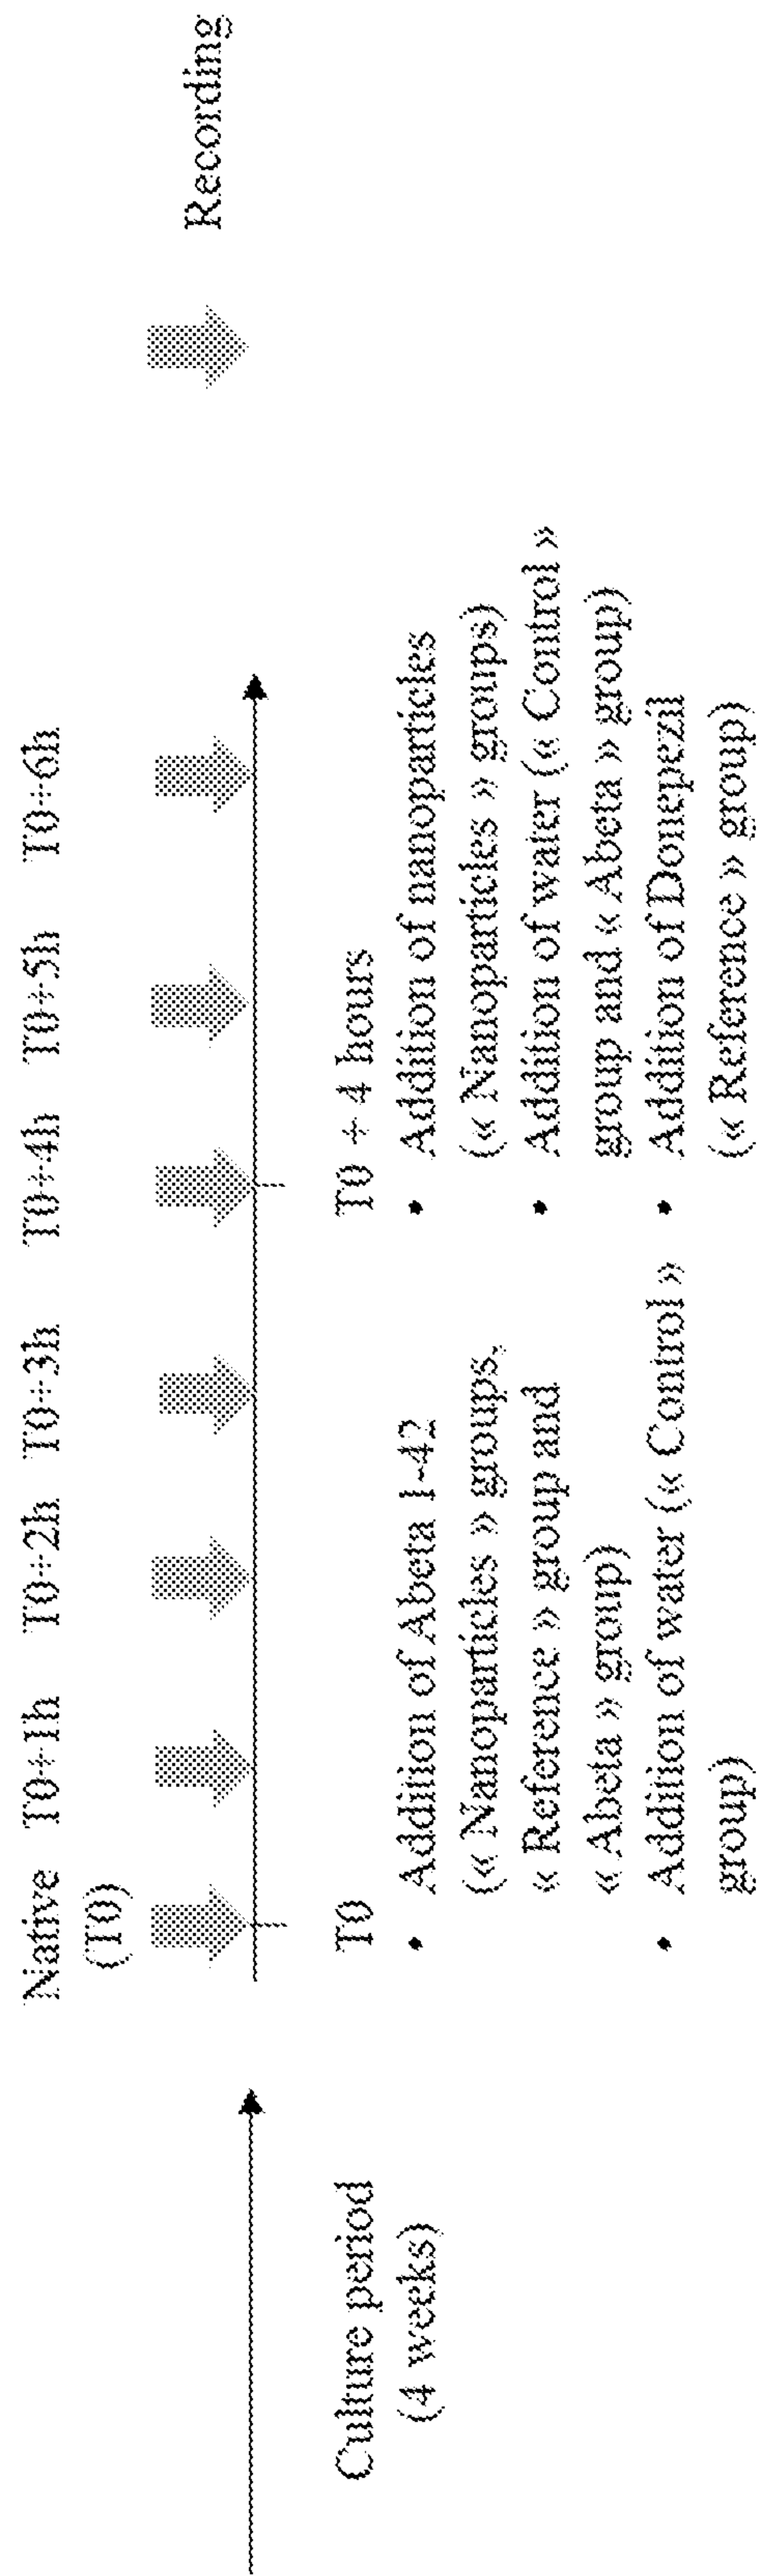 Native
(T0)
T0+1h
T0+2h
T0+3h
T0+4h
T0+5h
T0+6h
Recording
Culture period
(4 weeks)
T0
• Addition of Abeta 1-42
(« Nanoparticles » groups,
« Reference » group and
« Abeta » group)
• Addition of water (« Control »
group)
T0 + 4 hours
• Addition of nanoparticles
(« Nanoparticles » groups)
• Addition of water (« Control »
group and « Abeta » group)
• Addition of Donepezil
(« Reference » group)